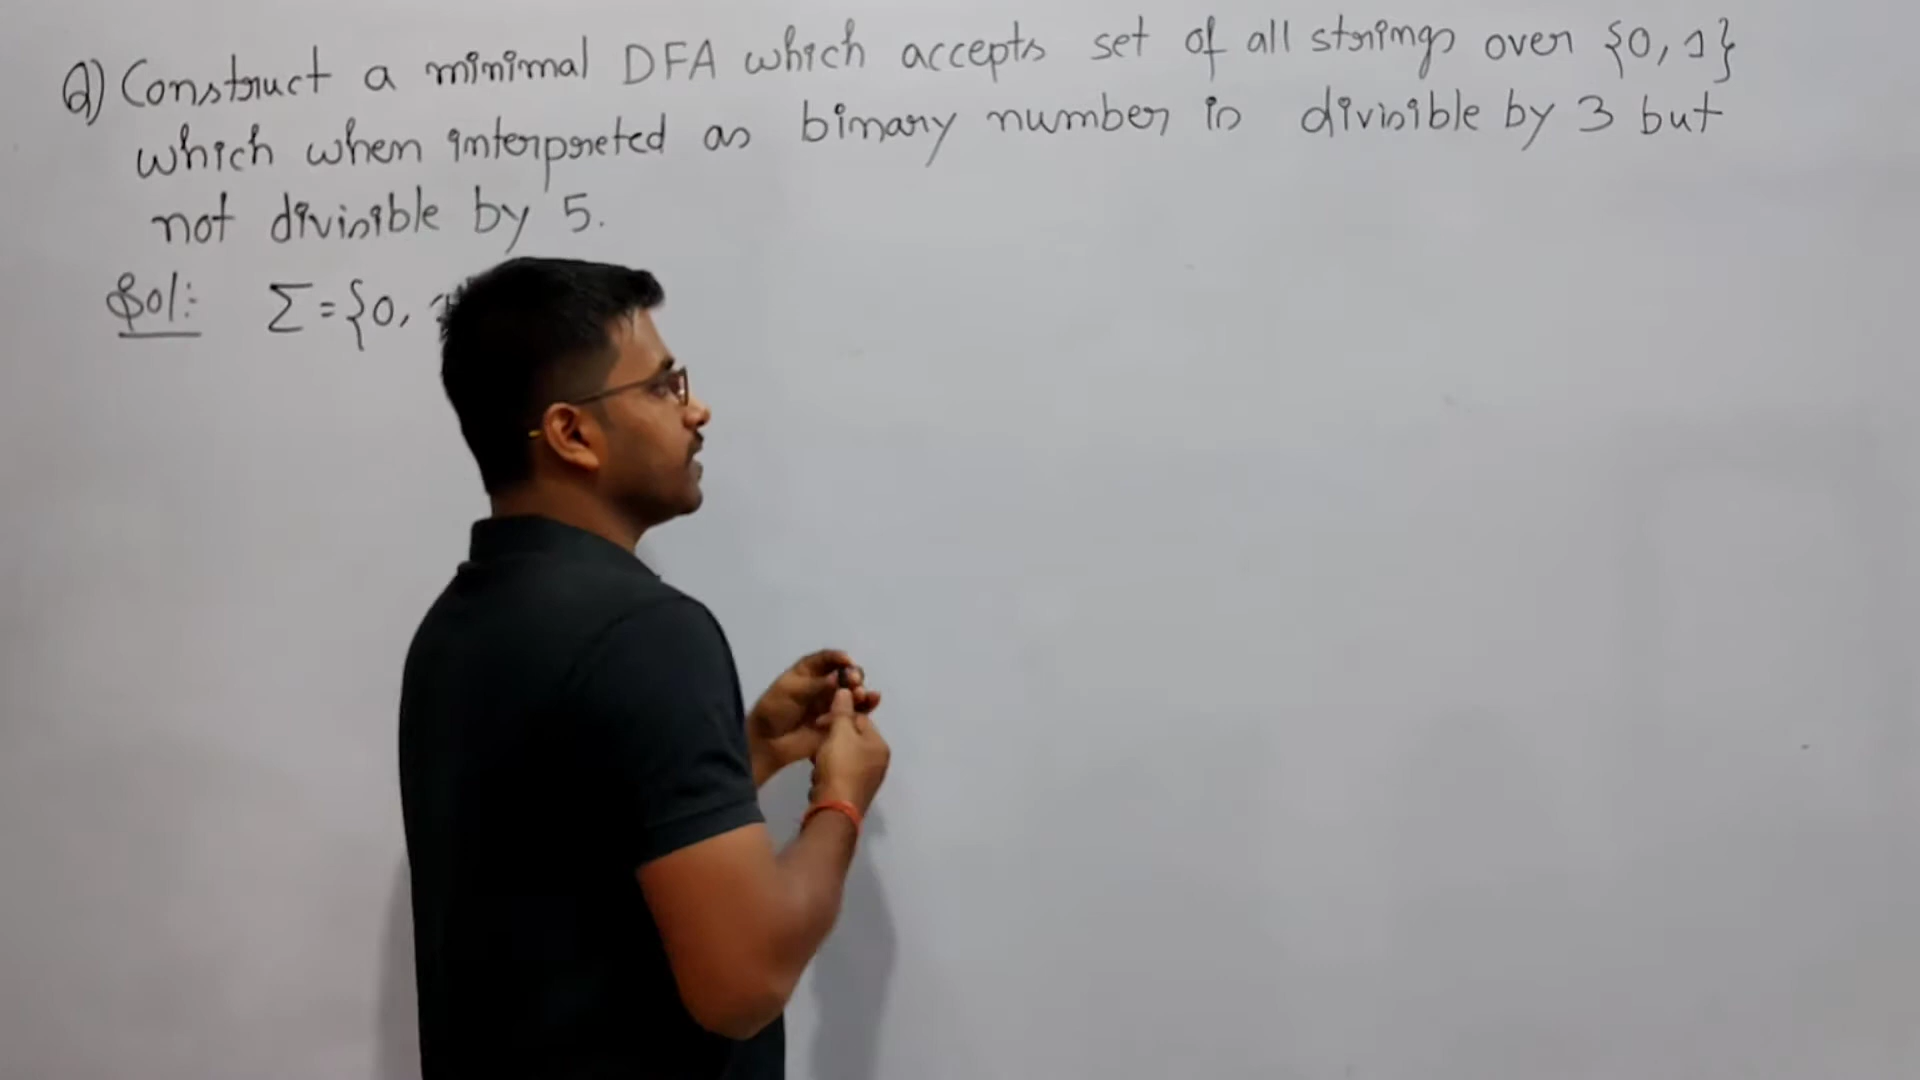 Q) Construct a minimal DFA which accepts set of all strings over {0, 1}
which when interpreted as binary number is divisible by 3 but
not divisible by 5.
Sol: Σ={0,